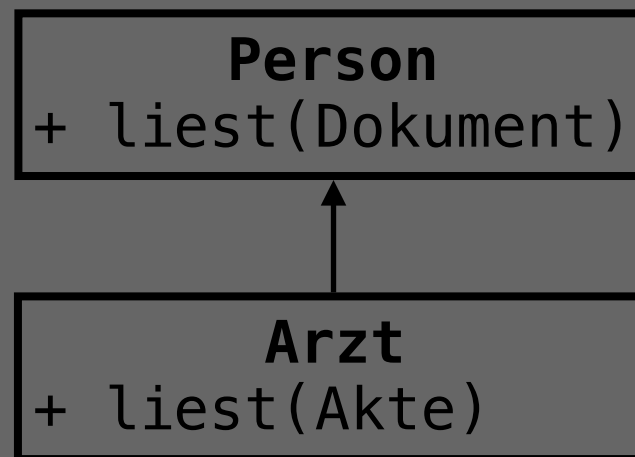 Person
+ liest(Dokument)
Arzt
+ liest(Akte)